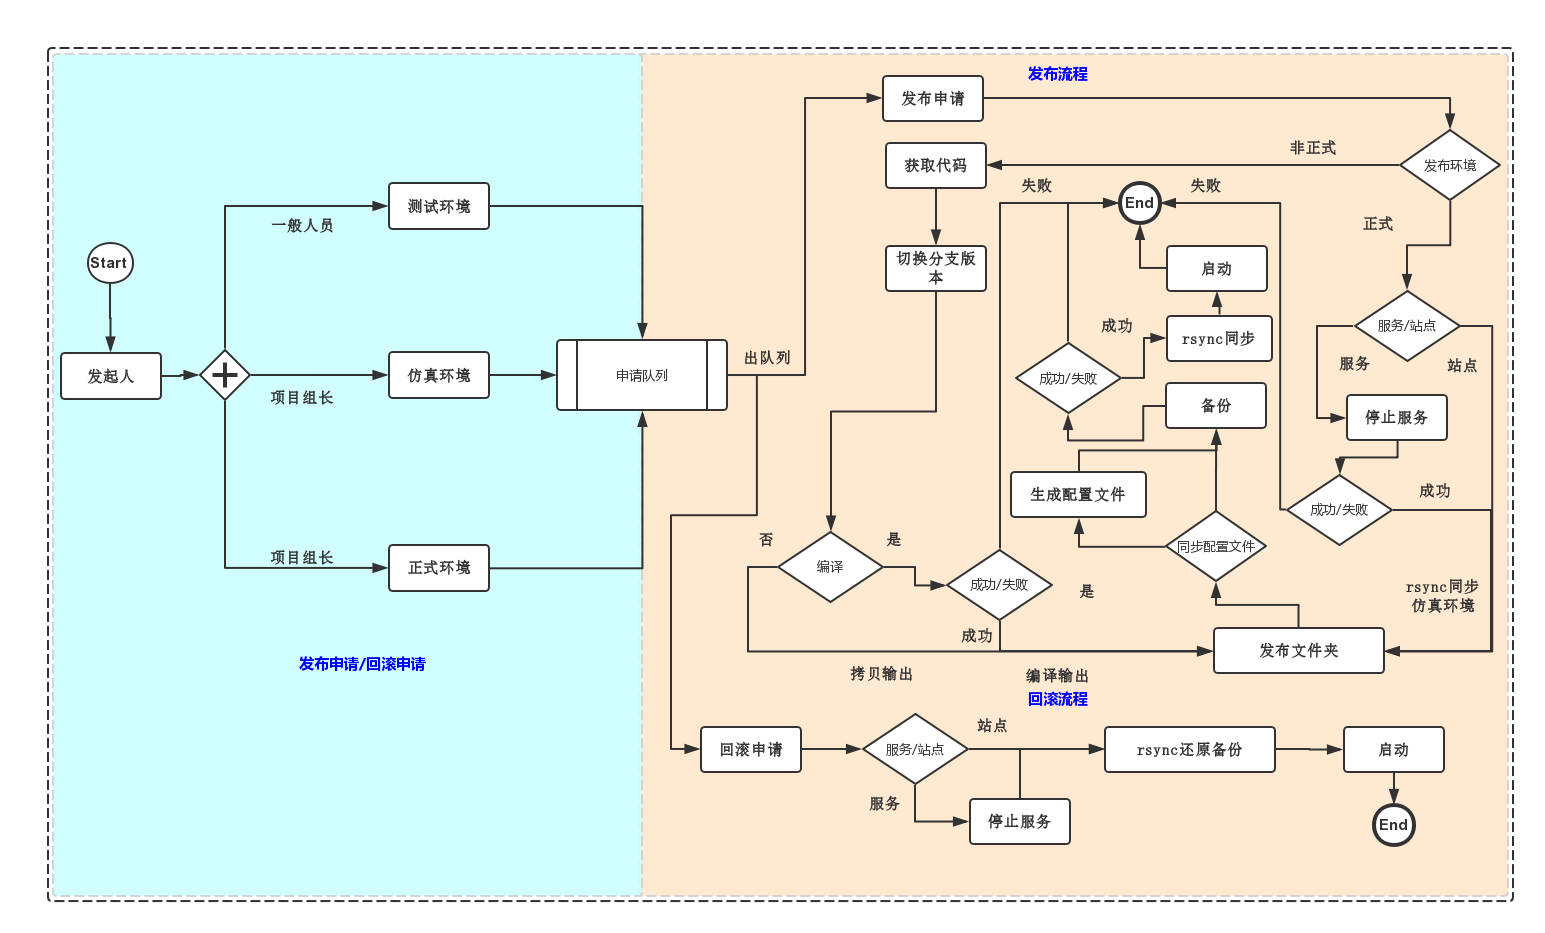 发布流程
发布申请
非正式
发布环境
获取代码
失败
End
失败
测试环境
一般人员
正式
Start
切换分支版
本
启动
成功
rsync同步
服务/站点
服务
站点
出队列
发起人
仿真环境
申请队列
成功/失败
项目组长
备份
停止服务
生成配置文件
成功
成功/失败
否
是
编译
同步配置文件
项目组长
正式环境
成功/失败
是
rsync同步
仿真环境
成功
发布文件夹
发布申请/回滚申请
拷贝输出
编译输出
回滚流程
站点
回滚申请
服务/站点
rsync还原备份
启动
服务
停止服务
End